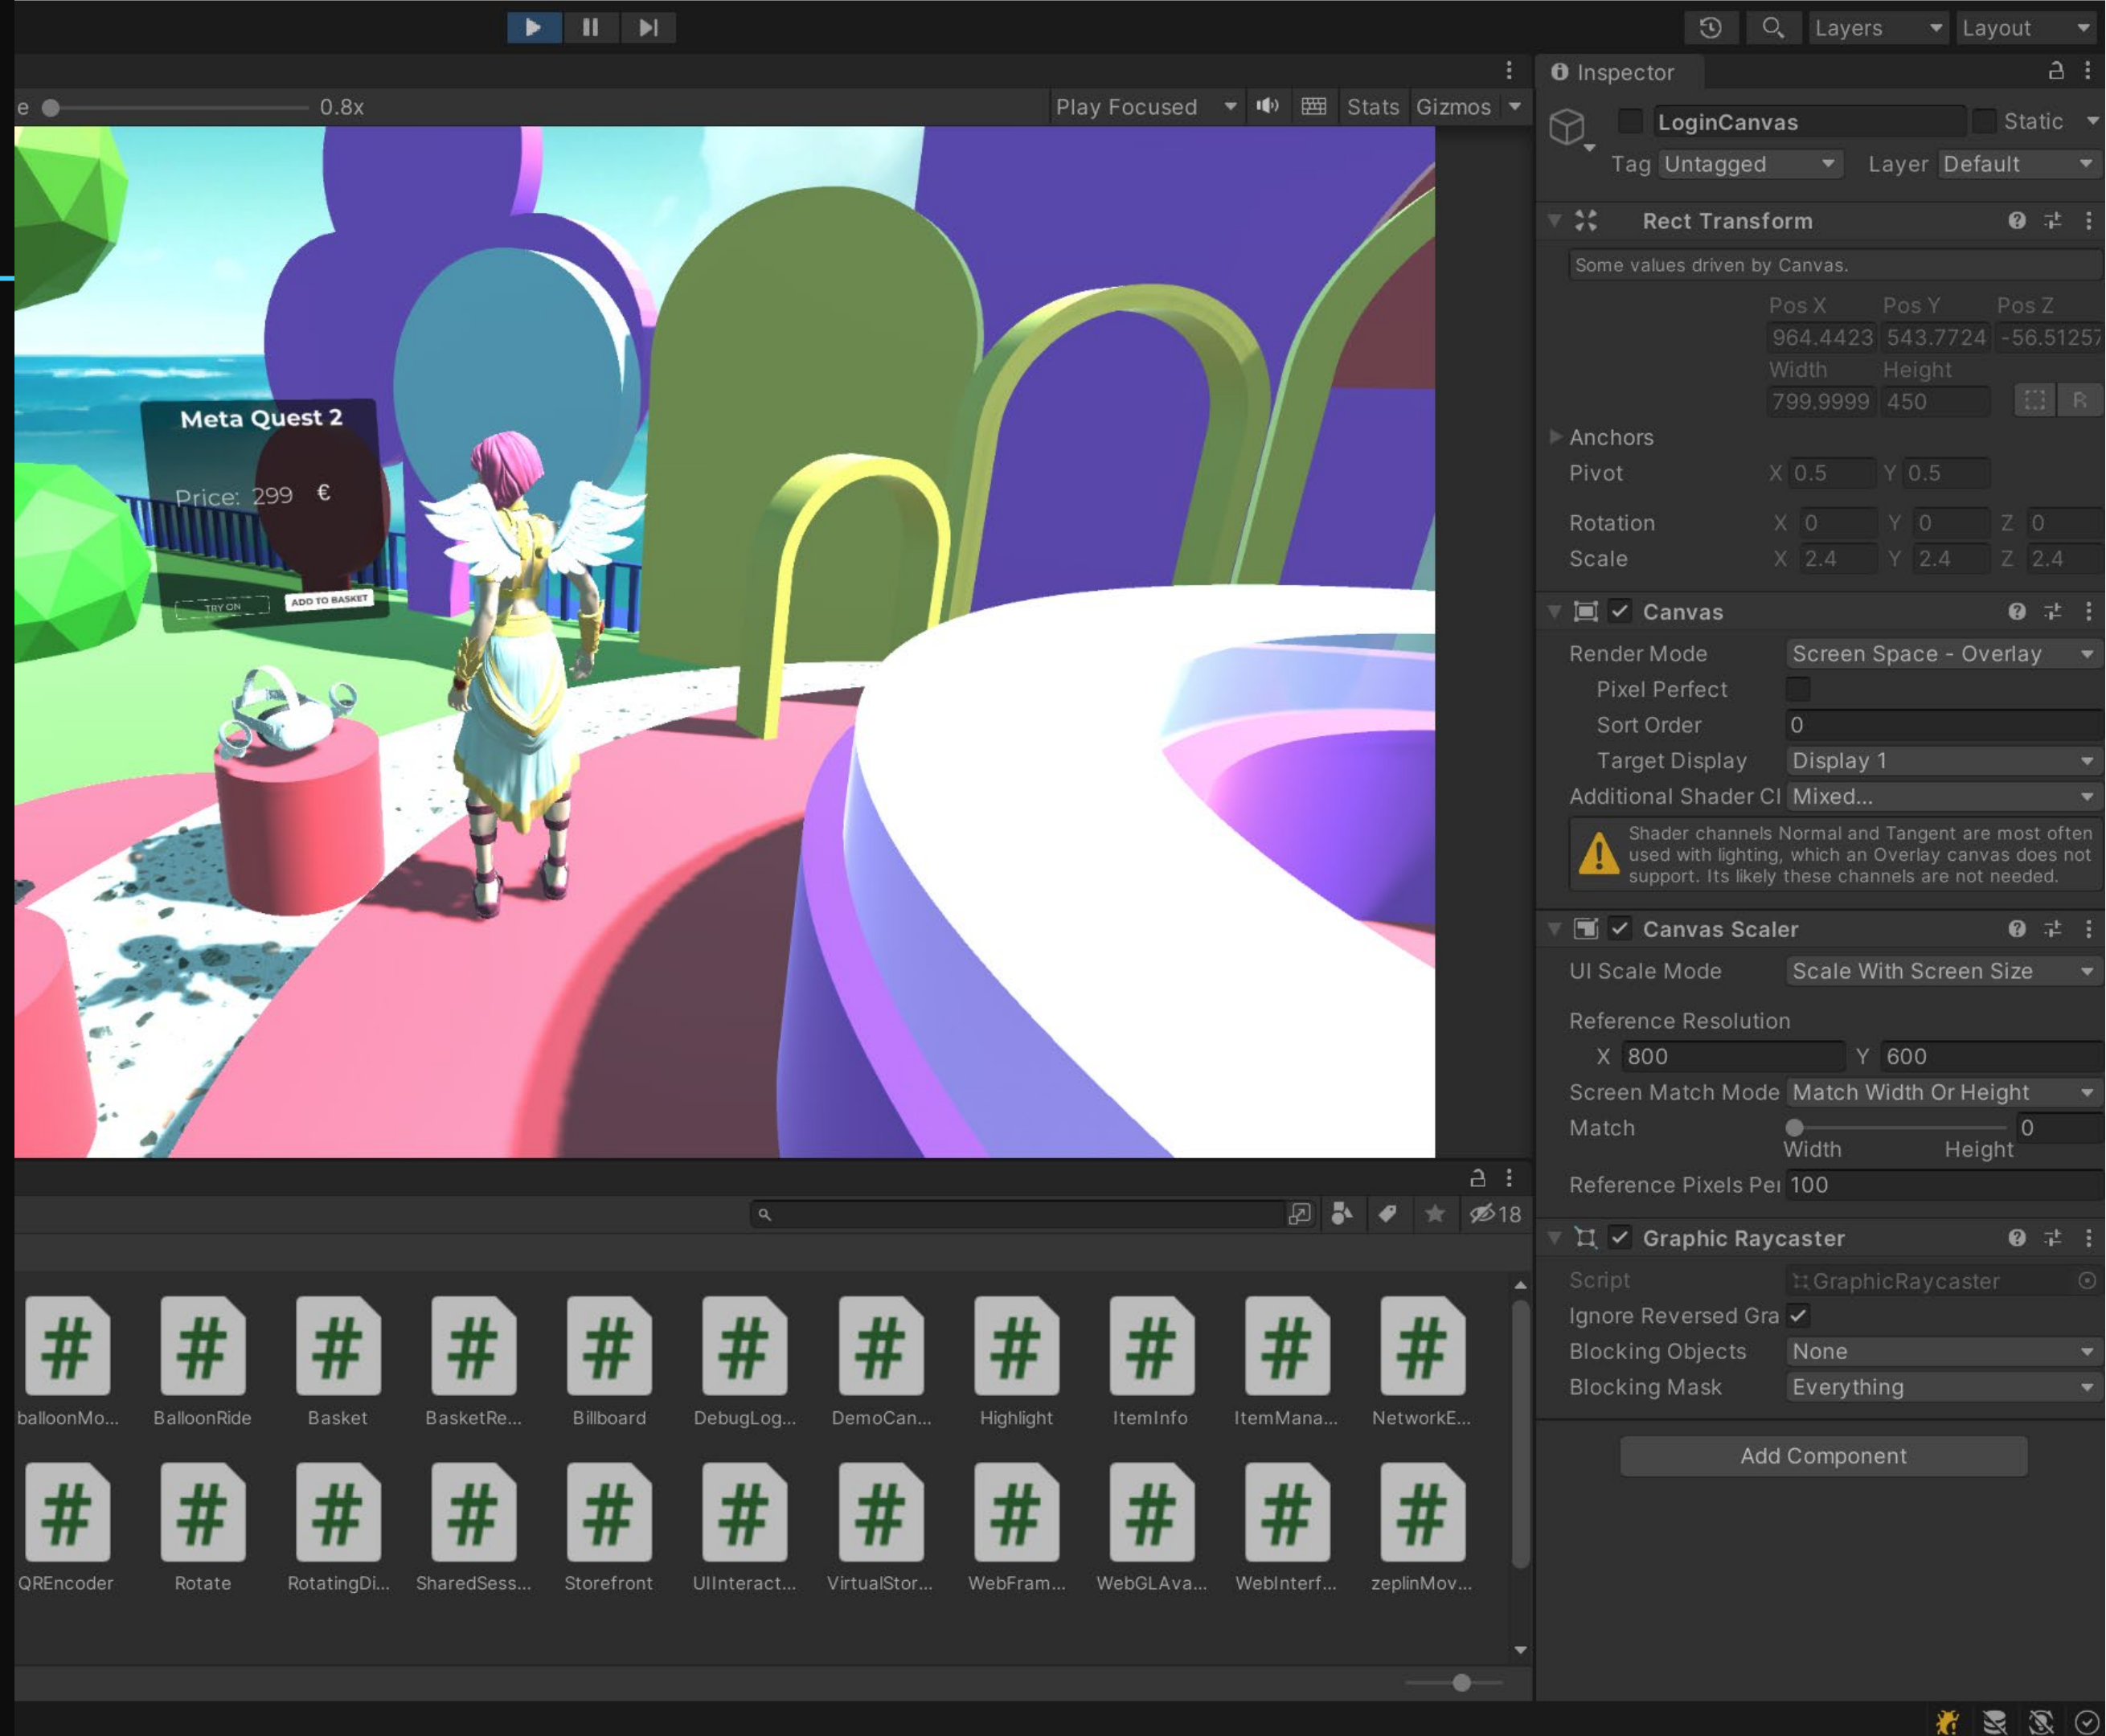 Layers
Layout
Inspector
e 0.8x
Play Focused
Stats
Gizmos
LoginCanvas
Static
Tag Untagged
Layer Default
Rect Transform
Some values driven by Canvas.
Pos X Pos Y Pos Z
964.4423 543.7724 -56.51257
Width Height
799.9999 450
R
Anchors
Pivot X 0.5 Y 0.5
Rotation X 0 Y 0 Z 0
Scale X 2.4 Y 2.4 Z 2.4
Canvas
Render Mode Screen Space - Overlay
Pixel Perfect
Sort Order 0
Target Display Display 1
Additional Shader Cl Mixed...
Shader channels Normal and Tangent are most often
used with lighting, which an Overlay canvas does not
support. Its likely these channels are not needed.
Canvas Scaler
UI Scale Mode Scale With Screen Size
Reference Resolution
X 800 Y 600
Screen Match Mode Match Width Or Height
Match 0
Width Height
Reference Pixels Per 100
Graphic Raycaster
Script GraphicRaycaster
Ignore Reversed Gra
Blocking Objects None
Blocking Mask Everything
Add Component
Meta Quest 2
Price: 299 €
TRY ON ADD TO BASKET
18
# # # # # # # # # # #
balloonMo... BalloonRide Basket BasketRe... Billboard DebugLog... DemoCan... Highlight ItemInfo ItemMana... NetworkE...
# # # # # # # # # # #
QREncoder Rotate RotatingDi... SharedSess... Storefront UIInteract... VirtualStor... WebFram... WebGLAva... WebInterf... zeplinMov...